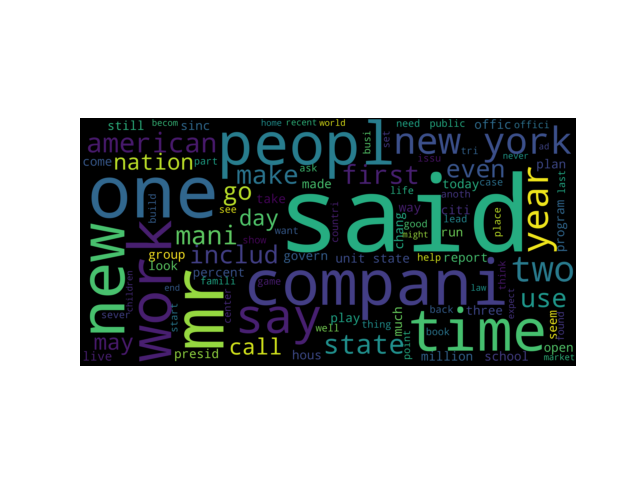 still becom sinc home recent world need public offic offici
american peopl busi set new york ad
come nation part make ask first issu tri never even plan
one build go see take made life today case anoth last
said
new work mani day want show countri chang way good might citi lead run place year program
group look includ govern unit state help report two
percent famili game compani law think expect use
children sever end start mr center say well play thing much point back book three time seem found
may live presid call hous state million school open market